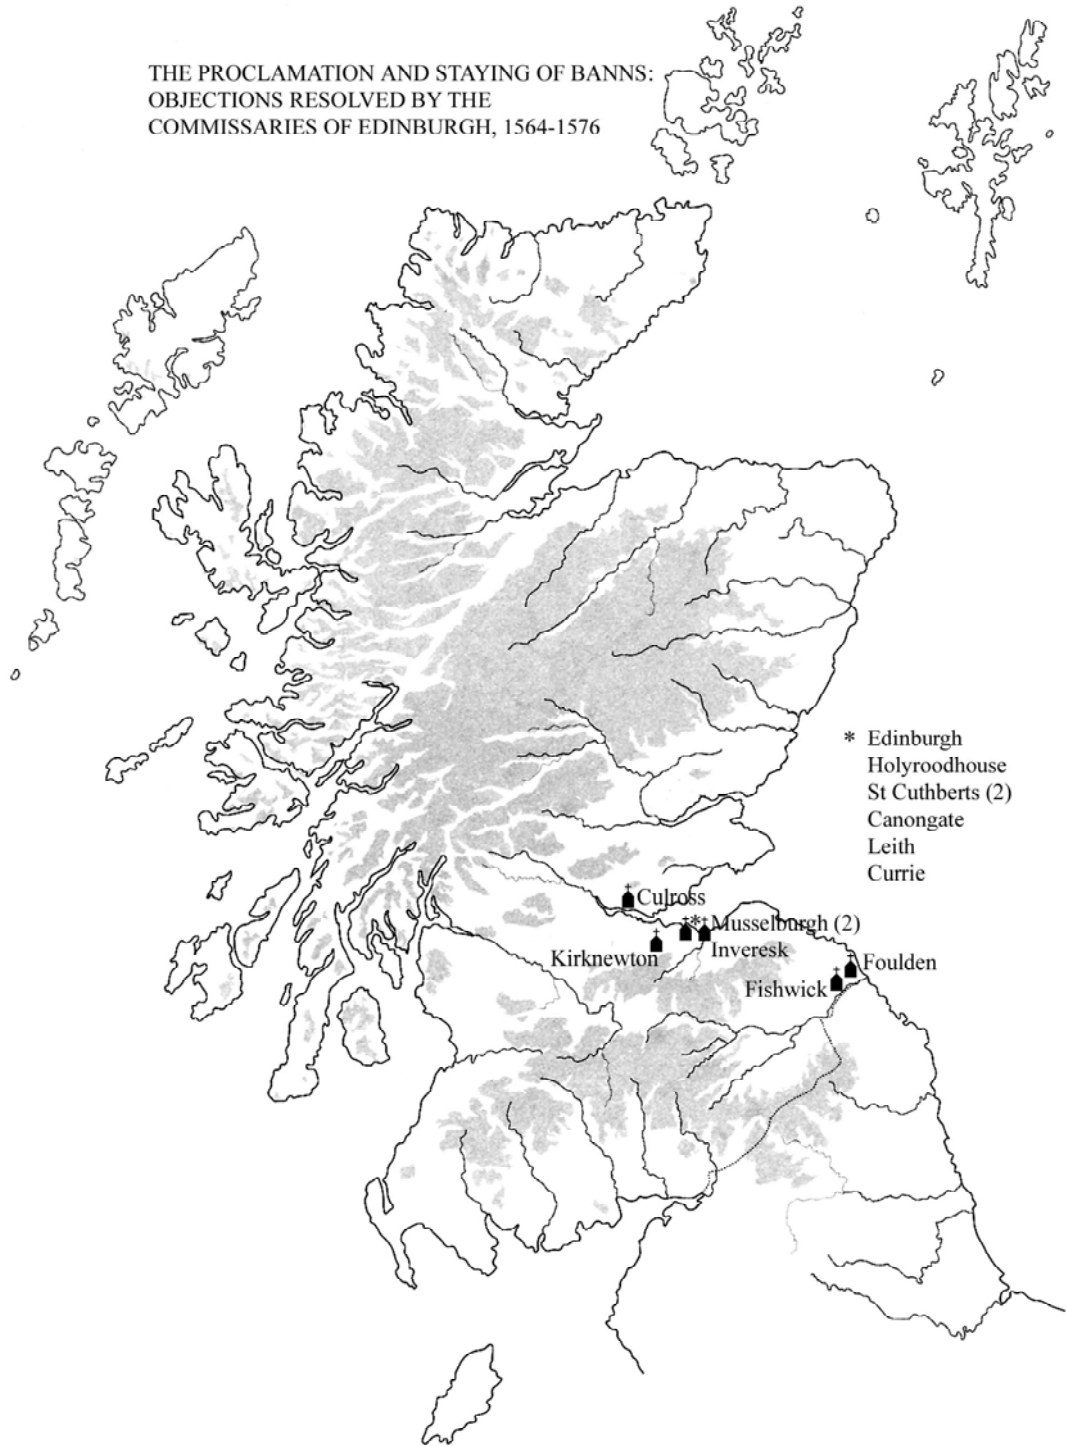 THE PROCLAMATION AND STAYING OF BANNS:
OBJECTIONS RESOLVED BY THE
COMMISSARIES OF EDINBURGH, 1564-1576
* Edinburgh
Holyroodhouse
St Cuthberts (2)
Canongate
Leith
Currie
Culross
*
Musselburgh (2)
Inveresk
Kirknewton
Foulden
Fishwick